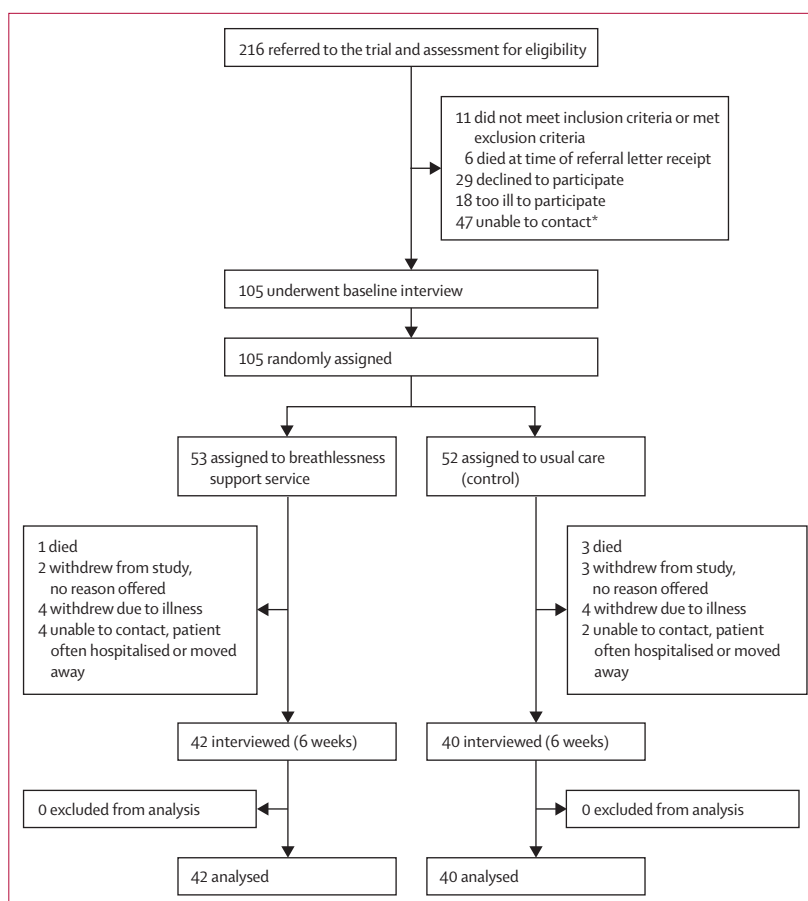 216 referred to the trial and assessment for eligibility
11 did not meet inclusion criteria or met
exclusion criteria
6 died at time of referral letter receipt
29 declined to participate
18 too ill to participate
47 unable to contact*
105 underwent baseline interview
105 randomly assigned
53 assigned to breathlessness
support service
52 assigned to usual care
(control)
1 died
2 withdrew from study,
no reason offered
4 withdrew due to illness
4 unable to contact, patient
often hospitalised or moved
away
3 died
3 withdrew from study,
no reason offered
4 withdrew due to illness
2 unable to contact, patient
often hospitalised or moved
away
42 interviewed (6 weeks)
40 interviewed (6 weeks)
0 excluded from analysis
0 excluded from analysis
42 analysed
40 analysed